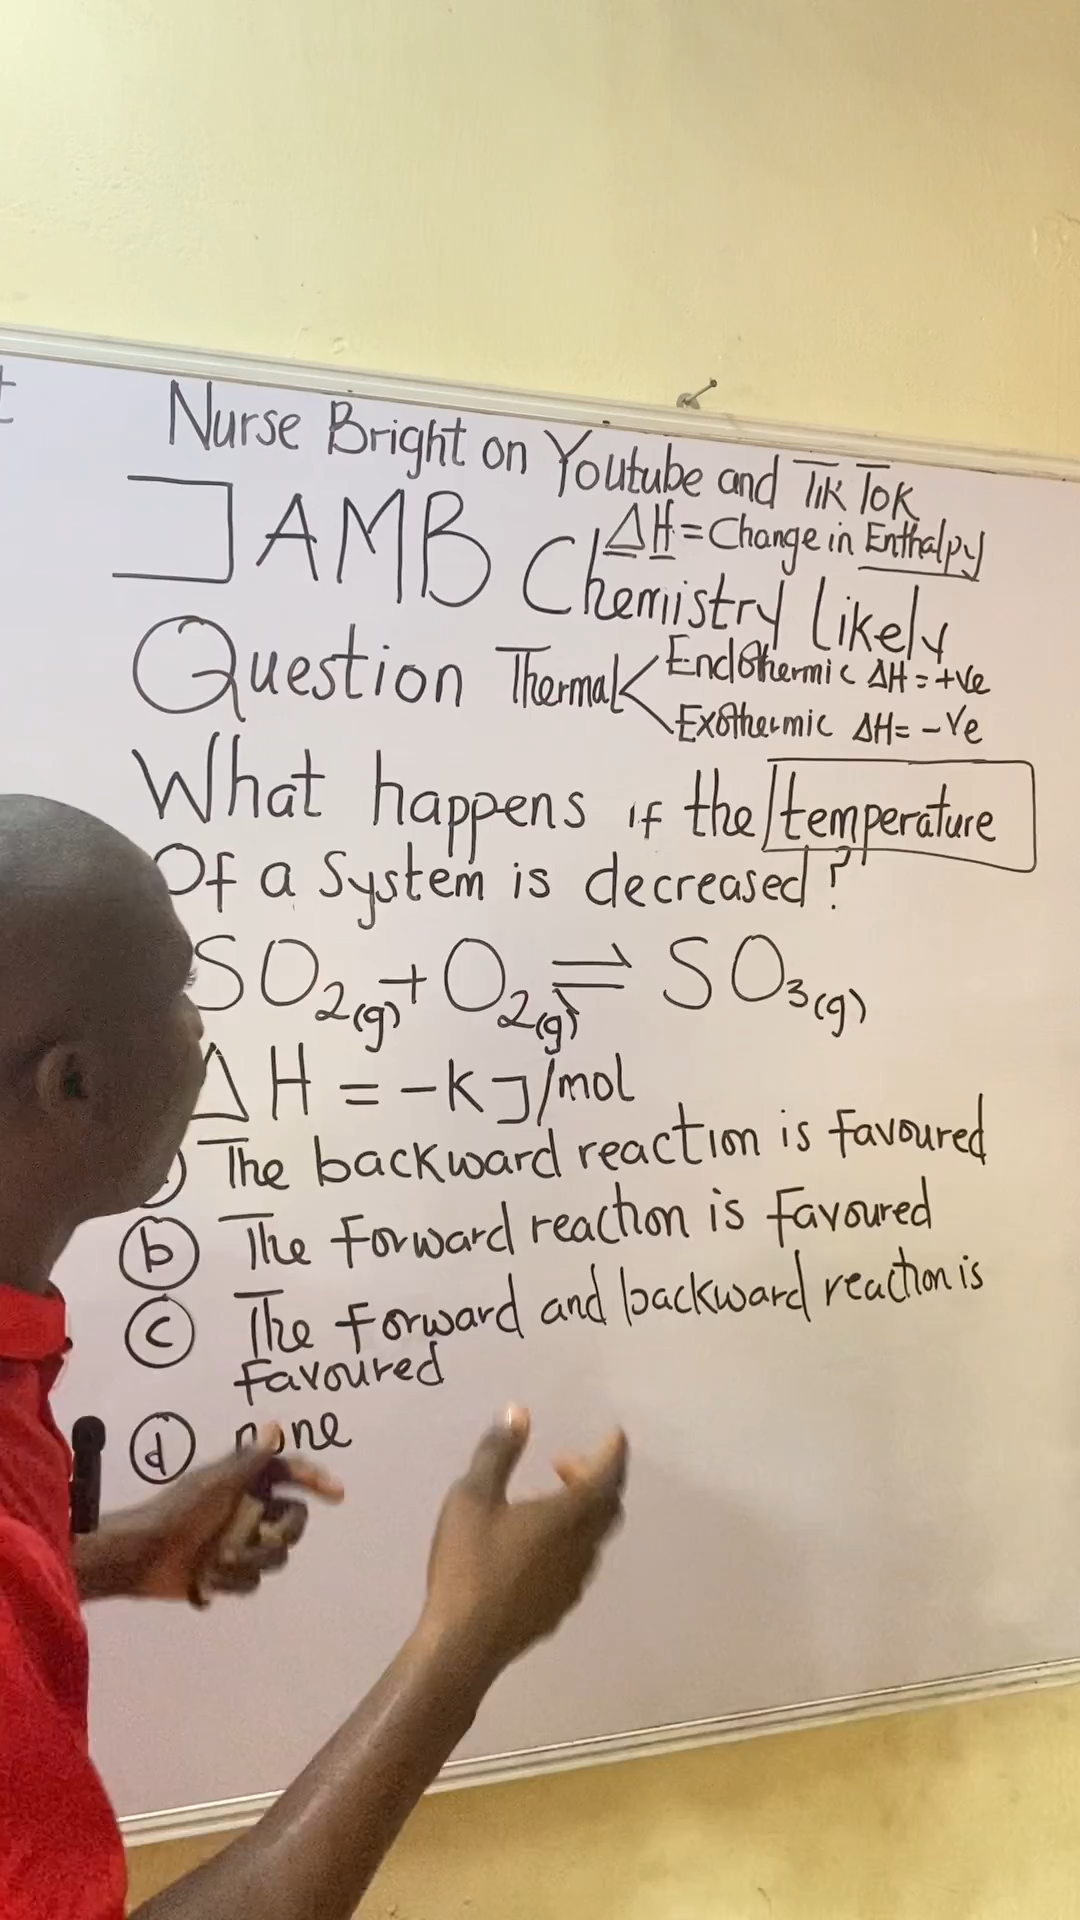 Nurse Bright on Youtube and TikTok
JAMB Chemistry Likely
ΔH = Change in Enthalpy
Question Thermal
Endothermic ΔH = +ve
Exothermic ΔH = -Ve
What happens if the temperature
Of a System is decreased?
SO2(g) + O2(g) ⇌ SO3(g)
ΔH = -KJ/mol
The backward reaction is favoured
b The forward reaction is favoured
c The forward and backward reaction is
favoured
d none